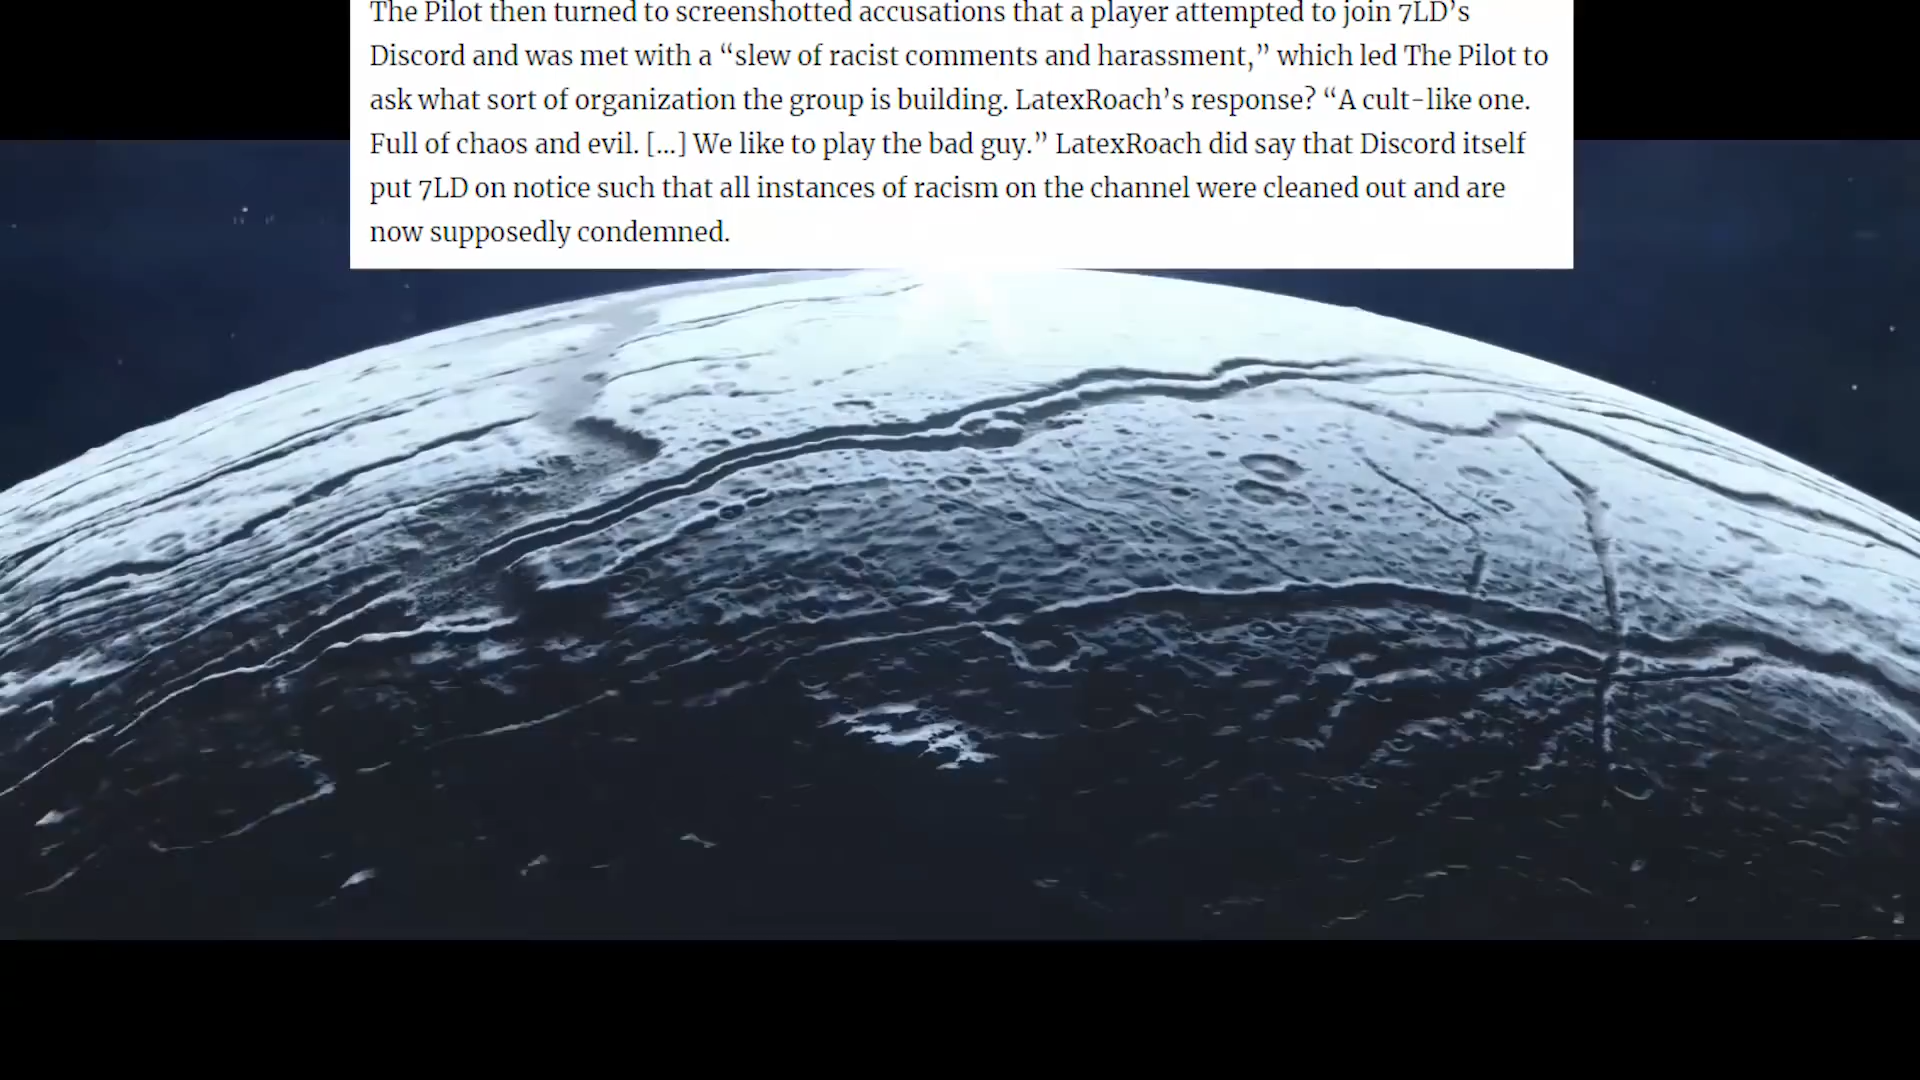 The Pilot then turned to screenshotted accusations that a player attempted to join 7LD’s
Discord and was met with a “slew of racist comments and harassment,” which led The Pilot to
ask what sort of organization the group is building. LatexRoach’s response? “A cult-like one.
Full of chaos and evil. [...] We like to play the bad guy.” LatexRoach did say that Discord itself
put 7LD on notice such that all instances of racism on the channel were cleaned out and are
now supposedly condemned.